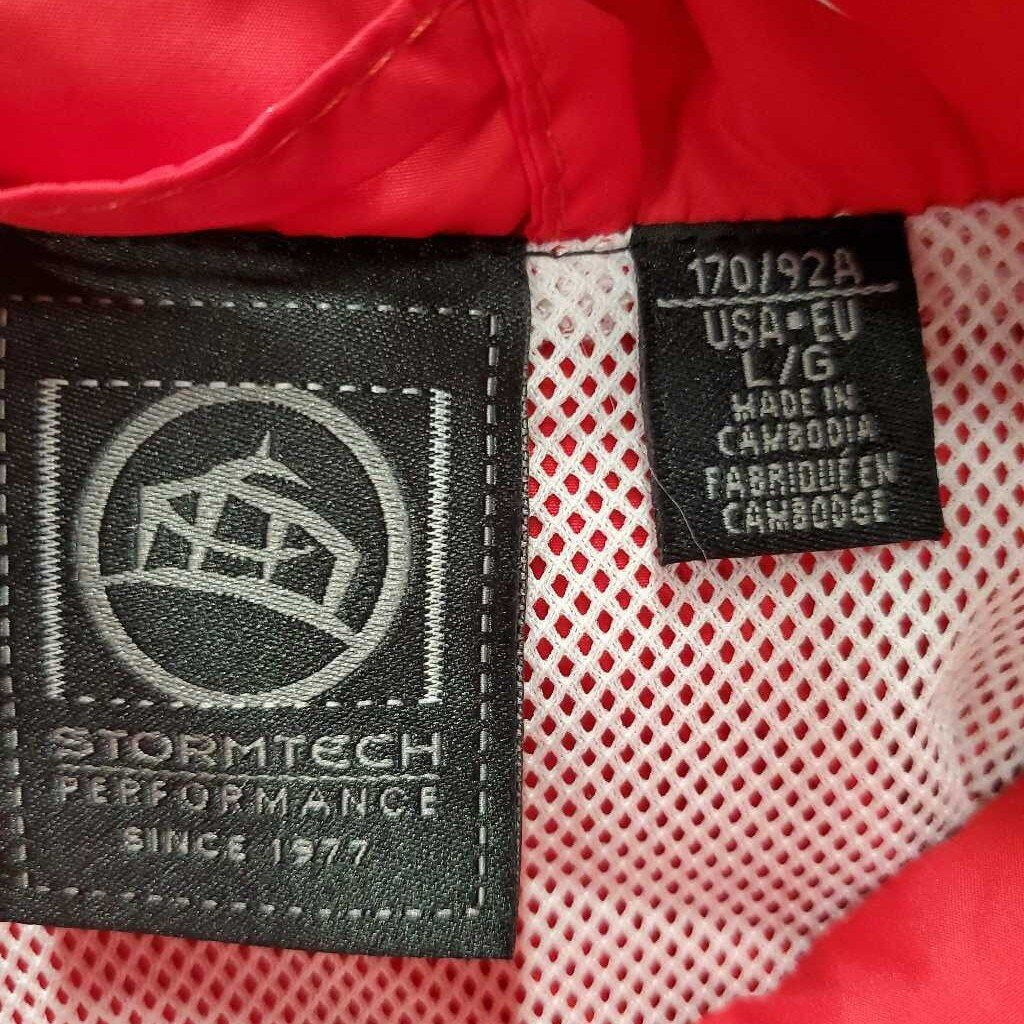 STORMTECH
PERFORMANCE
SINCE 1977
170/92A
USA▪EU
L/G
MADE IN
CAMBODIA
FABRIQUÉ EN
CAMBODGE